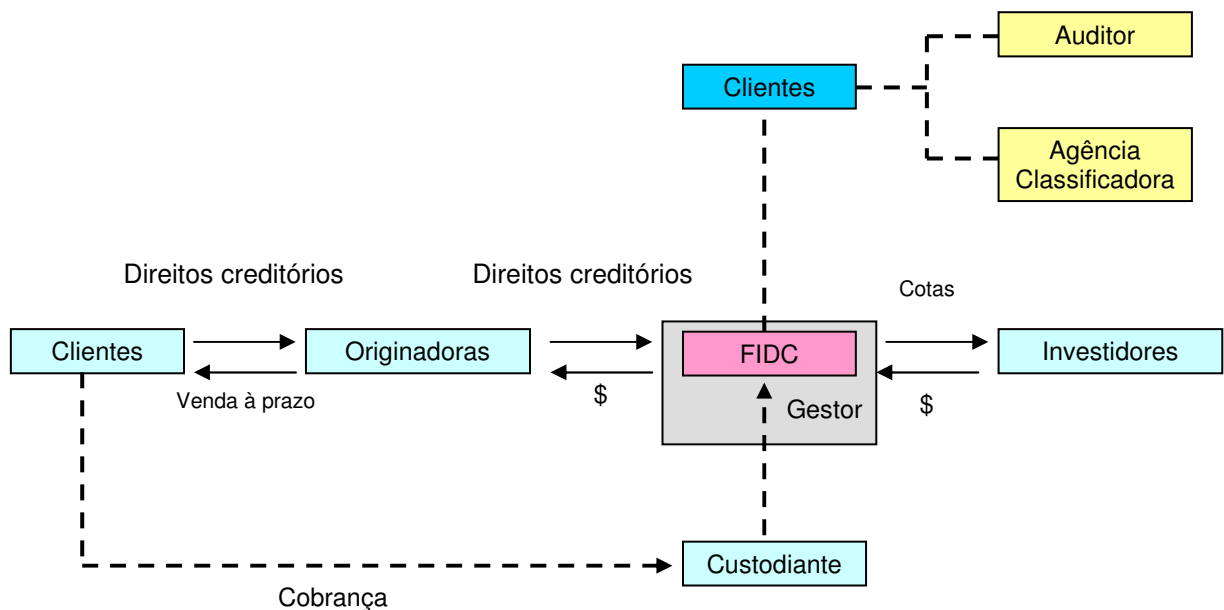 Auditor
Clientes
Agência
Classificadora
Direitos creditórios
Direitos creditórios
Cotas
Clientes
Originadoras
FIDC
Investidores
Venda à prazo
$
Gestor
$
Custodiante
Cobrança